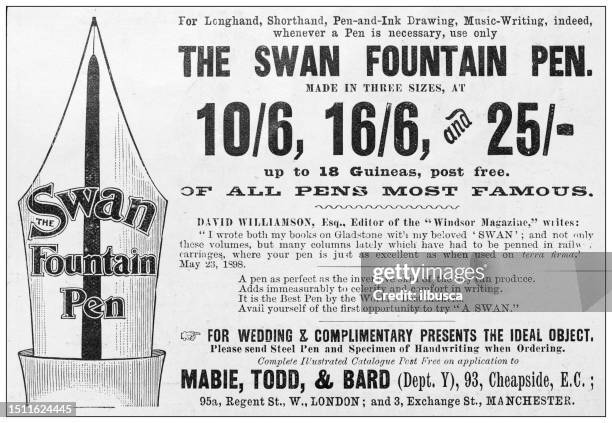 For Longhand, Shorthand, Pen-and-Ink Drawing, Music-Writing, indeed,
whenever a Pen is necessary, use only
THE SWAN FOUNTAIN PEN.
MADE IN THREE SIZES, AT
10/6, 16/6, and 25/-
up to 18 Guineas, post free.
OF ALL PENS MOST FAMOUS.
DAVID WILLIAMSON, Esq., Editor of the "Windsor Magazine," writes:
"I wrote both my books on Gladstone with my beloved 'SWAN'; and not only
these volumes, but many columns lately which have had to be penned in railw
carriages, where your pen is just as excellent as when used on terra firma."
May 23, 1898.
A pen as perfect as the inventive skill of the day can produce.
Adds immeasurably to celerity and comfort in writing.
It is the Best Pen by the
Avail yourself of the first opportunity to try "A SWAN."
☞ FOR WEDDING & COMPLIMENTARY PRESENTS THE IDEAL OBJECT.
Please send Steel Pen and Specimen of Handwriting when Ordering.
Complete Illustrated Catalogue Post Free on application to
MABIE, TODD, & BARD (Dept. Y), 93, Cheapside, E.C.;
95a, Regent St., W., LONDON; and 3, Exchange St., MANCHESTER.
THE Swan
Fountain
Pen
gettyimages
Credit: ilbusca
1511624445